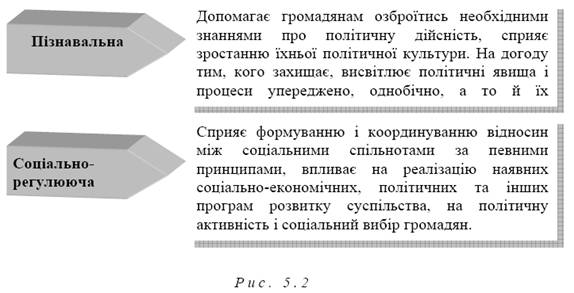 Пізнавальна
Допомагає громадянам озброїтись необхідними
знаннями про політичну дійсність, сприяє
зростанню їхньої політичної культури. На догоду
тим, кого захищає, висвітлює політичні явища і
процеси упереджено, однобічно, а то й їх
Соціально-
регулююча
Сприяє формуванню і координуванню відносин
між соціальними спільнотами за певними
принципами, впливає на реалізацію наявних
соціально-економічних, політичних та інших
програм розвитку суспільства, на політичну
активність і соціальний вибір громадян.
Рис. 5.2